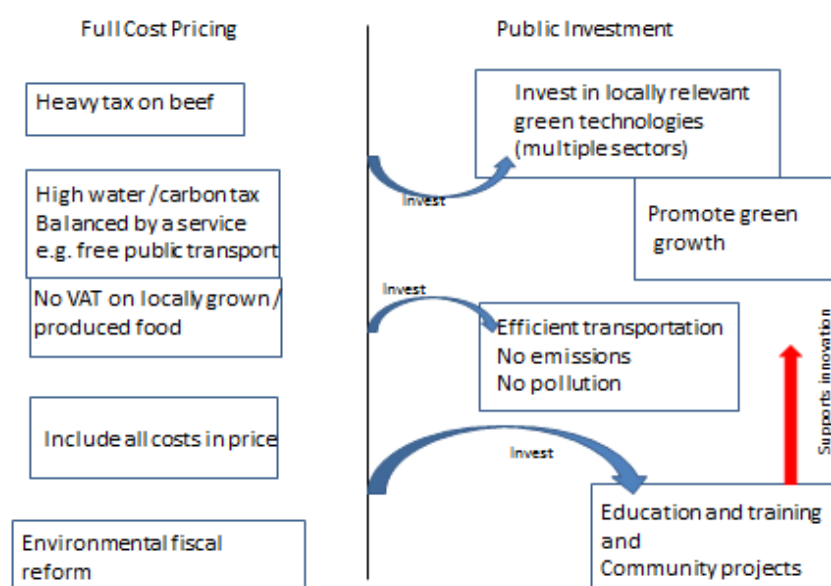 Full Cost Pricing
Public Investment
Heavy tax on beef
High water / carbon tax
Balanced by a service
e.g. free public transport
No VAT on locally grown /
produced food
Include all costs in price
Environmental fiscal
reform
Invest in locally relevant
green technologies
(multiple sectors)
Invest
Promote green
growth
Invest
Efficient transportation
No emissions
No pollution
Supports innovation
Invest
Education and training
and
Community projects